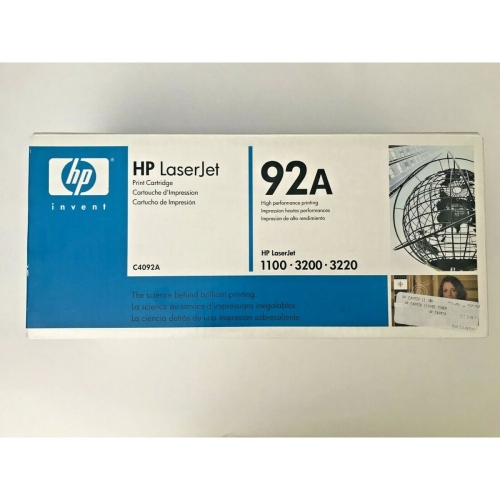 hp
invent
HP LaserJet
Print Cartridge
Cartouche d'Impression
Cartucho de Impresión
C4092A
92A
High performance printing
Impression hautes performances
Impresión de alto rendimiento
HP LaserJet
1100 · 3200 · 3220
The science behind brilliant printing.
La science de milliers d'impressions inégalables.
La ciencia detrás de una impresión sobresaliente.